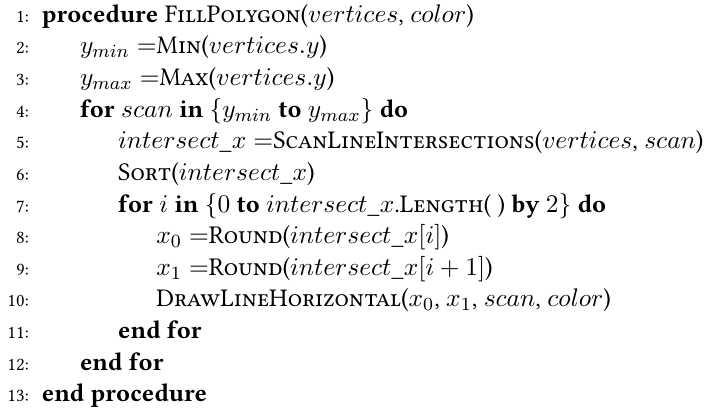 1: procedure FillPolygon(vertices, color)
2: y_min =Min(vertices.y)
3: y_max =Max(vertices.y)
4: for scan in {y_min to y_max} do
5: intersect_x =ScanLineIntersections(vertices, scan)
6: Sort(intersect_x)
7: for i in {0 to intersect_x.Length( ) by 2} do
8: x_0 =Round(intersect_x[i])
9: x_1 =Round(intersect_x[i + 1])
10: DrawLineHorizontal(x_0, x_1, scan, color)
11: end for
12: end for
13: end procedure